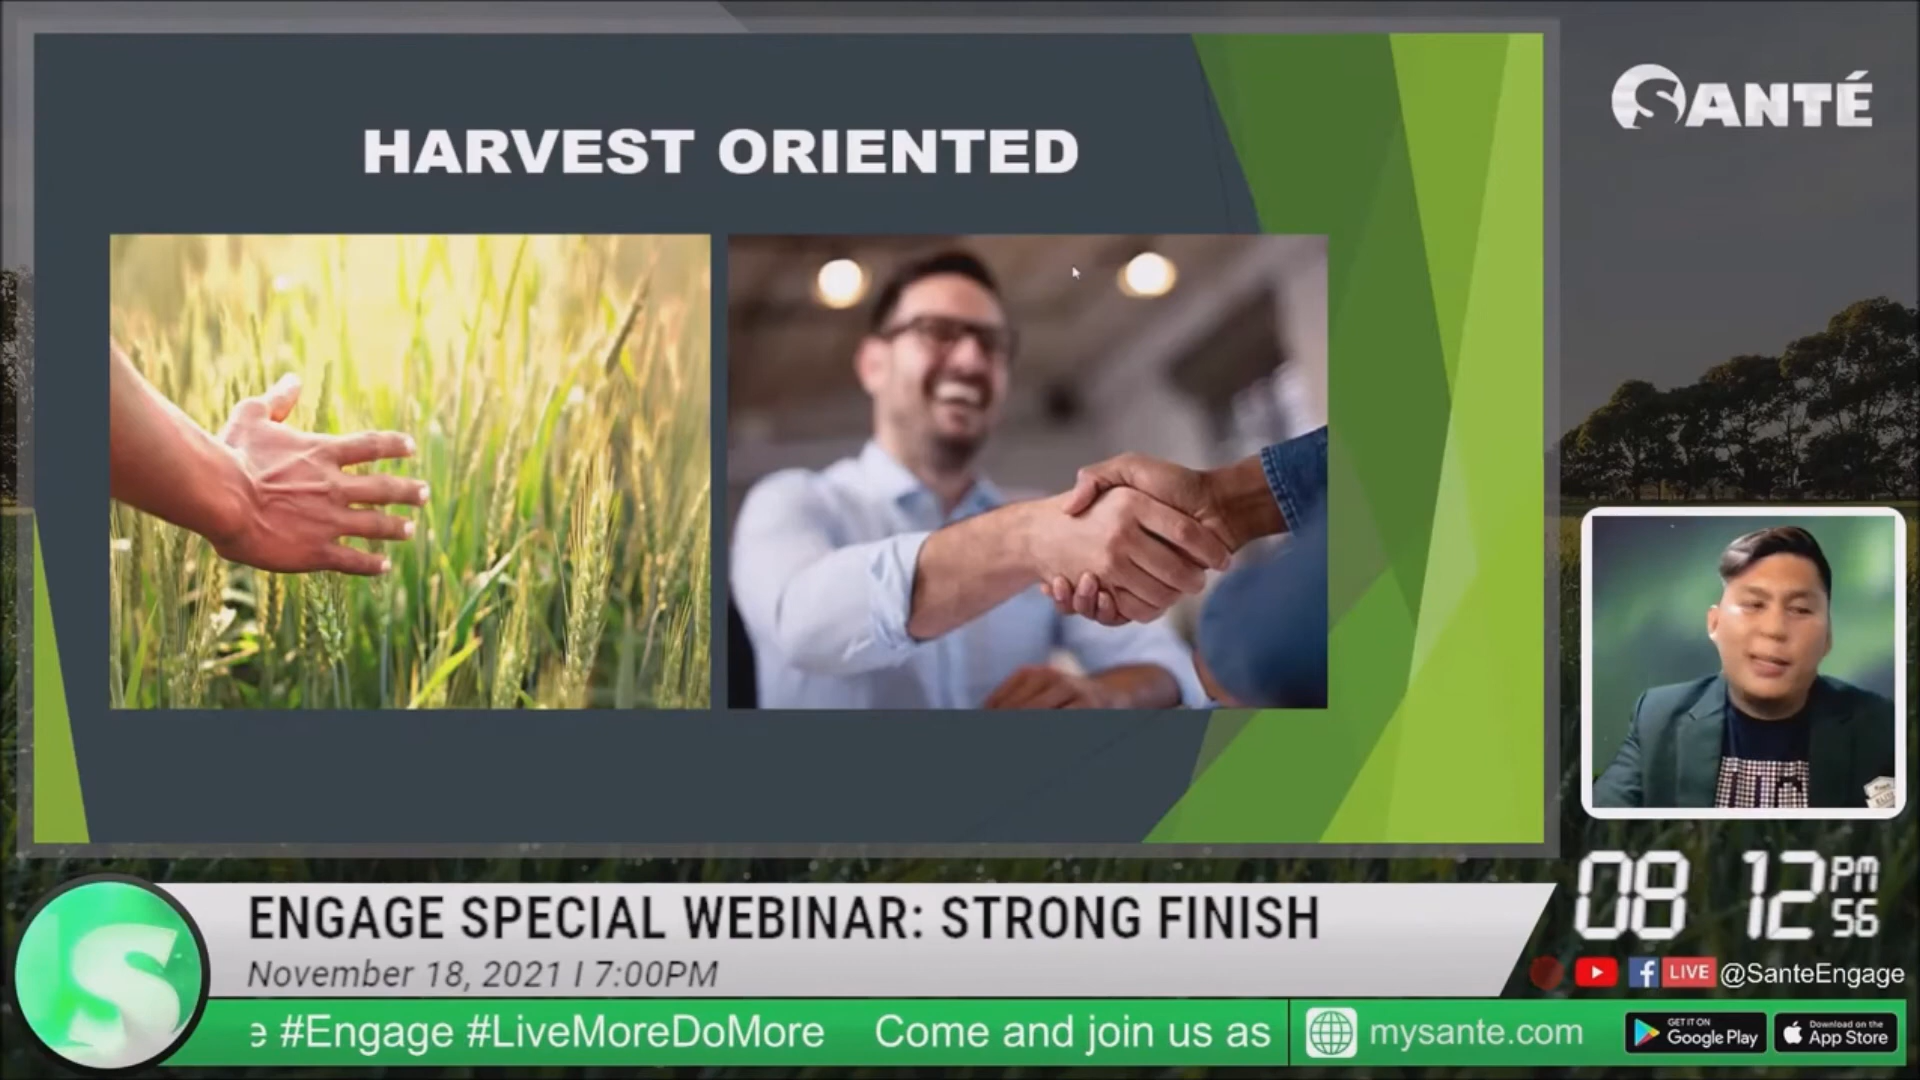 HARVEST ORIENTED
SANTÉ
ENGAGE SPECIAL WEBINAR: STRONG FINISH
November 18, 2021 I 7:00PM
08 12 PM 56
LIVE @SanteEngage
e #Engage #LiveMoreDoMore Come and join us as
mysante.com
GET IT ON Google Play
Download on the App Store